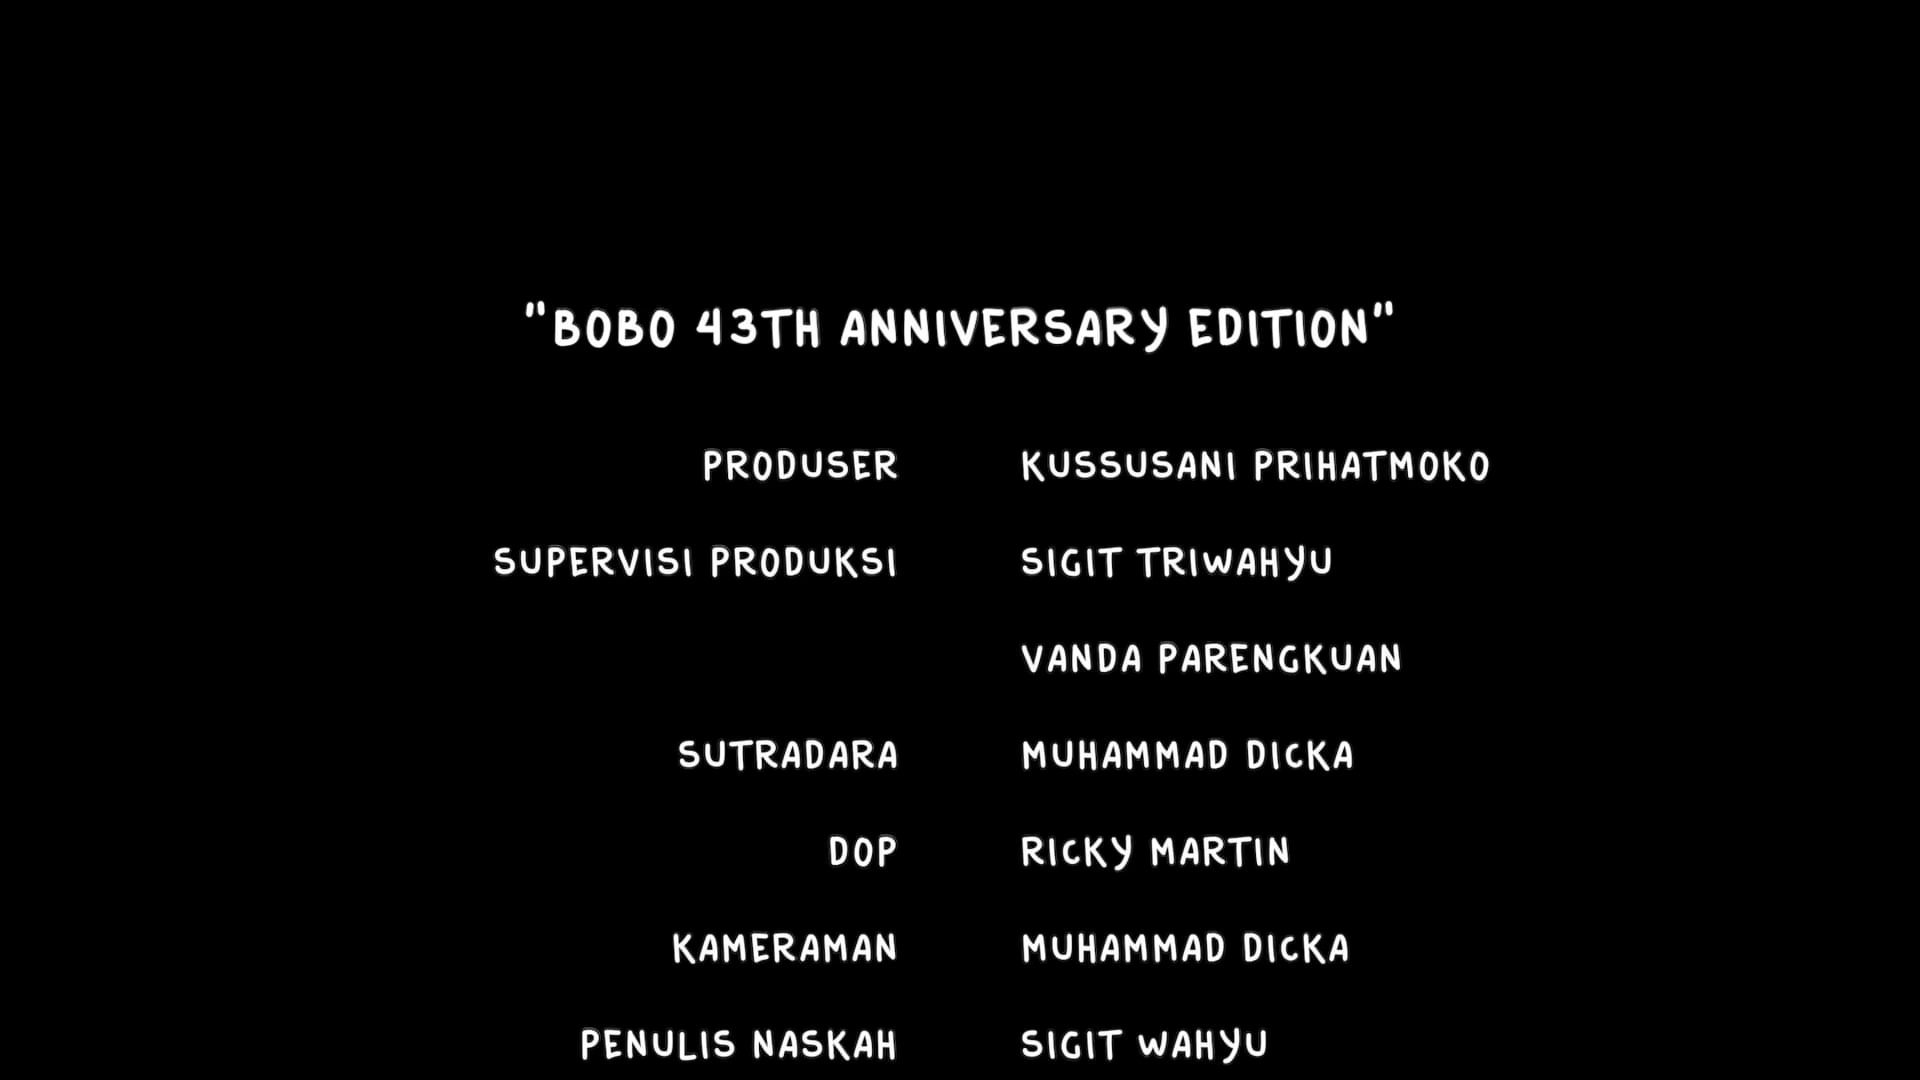 "BOBO 43TH ANNIVERSARY EDITION"
PRODUSER KUSSUSANI PRIHATMOKO
SUPERVISI PRODUKSI SIGIT TRIWAHYU
VANDA PARENGKUAN
SUTRADARA MUHAMMAD DICKA
DOP RICKY MARTIN
KAMERAMAN MUHAMMAD DICKA
PENULIS NASKAH SIGIT WAHYU